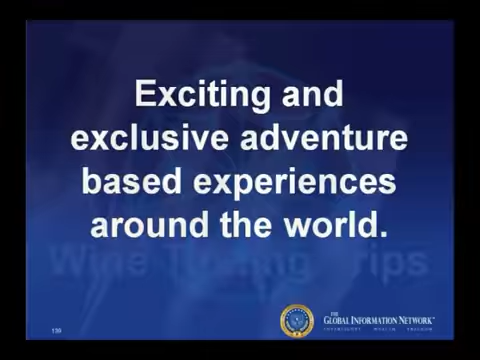 Exciting and
exclusive adventure
based experiences
around the world.
Wine Tasting Trips
139
THE
GLOBAL INFORMATION NETWORK